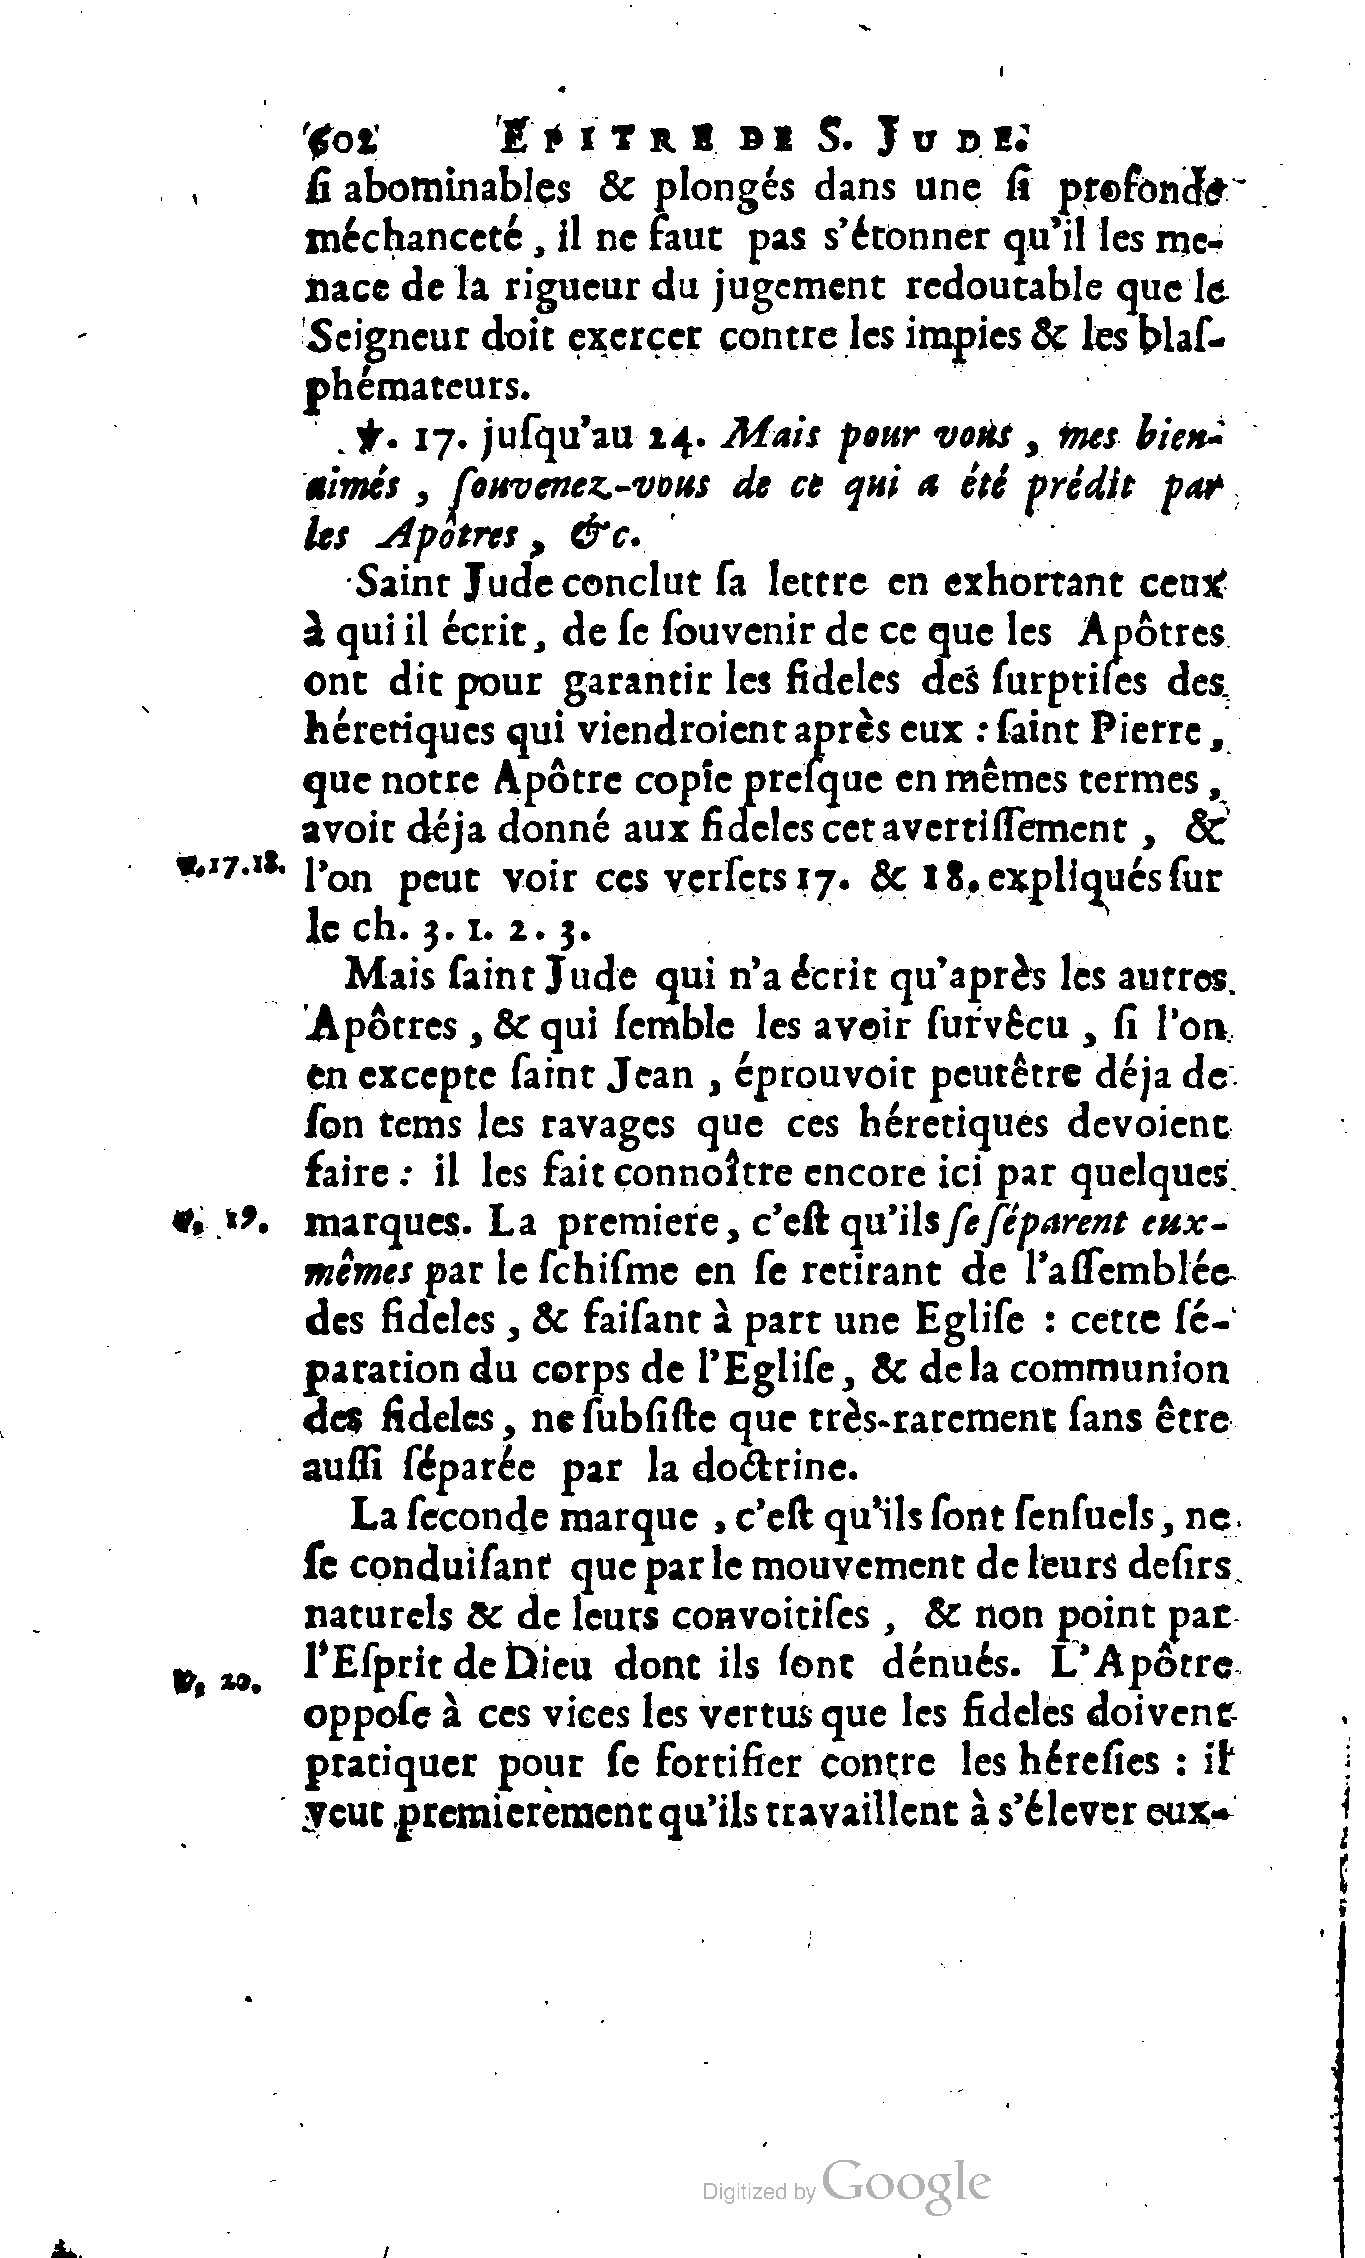 602 EPITRE DE S. JUDE.
ſi abominables & plongés dans une ſi profonde
méchanceté, il ne faut pas s'étonner qu'il les me-
nace de la rigueur du jugement redoutable que le
Seigneur doit exercer contre les impies & les blaſ-
phémateurs.
℣. 17. juſqu'au 24. Mais pour vous, mes bien-
aimés, ſouvenez-vous de ce qui a été prédit par
les Apôtres, &c.
Saint Jude conclut ſa lettre en exhortant ceux
à qui il écrit, de ſe ſouvenir de ce que les Apôtres
ont dit pour garantir les fideles des ſurpriſes des
héretiques qui viendroient après eux : ſaint Pierre,
que notre Apôtre copie preſque en mêmes termes,
avoit déja donné aux fideles cet avertiſſement, &
℣. 17. 18. l'on peut voir ces verſets 17. & 18. expliqués ſur
le ch. 3. 1. 2. 3.
Mais ſaint Jude qui n'a écrit qu'après les autres
Apôtres, & qui ſemble les avoir ſurvêcu, ſi l'on
en excepte ſaint Jean, éprouvoit peutêtre déja de
ſon tems les ravages que ces héretiques devoient
faire : il les fait connoître encore ici par quelques
℣. 19. marques. La premiere, c'eſt qu'ils ſe ſéparent eux-
mêmes par le ſchiſme en ſe retirant de l'aſſemblée
des fideles, & faiſant à part une Egliſe : cette ſé-
paration du corps de l'Egliſe, & de la communion
des fideles, ne ſubſiſte que très-rarement ſans être
auſſi ſéparée par la doctrine.
La ſeconde marque, c'eſt qu'ils ſont ſenſuels, ne
ſe conduiſant que par le mouvement de leurs deſirs
naturels & de leurs convoitiſes, & non point par
l'Eſprit de Dieu dont ils ſont dénués. L'Apôtre
℣. 20. oppoſe à ces vices les vertus que les fideles doivent
pratiquer pour ſe fortifier contre les héreſies : il
veut premierement qu'ils travaillent à s'élever eux-
Digitized by Google